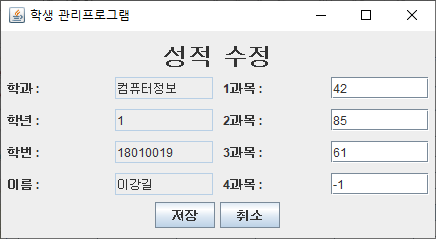 학생 관리프로그램
성적 수정
학과 : 컴퓨터정보 1과목 : 42
학년 : 1 2과목 : 85
학번 : 18010019 3과목 : 61
이름 : 이강길 4과목 : -1
저장 취소